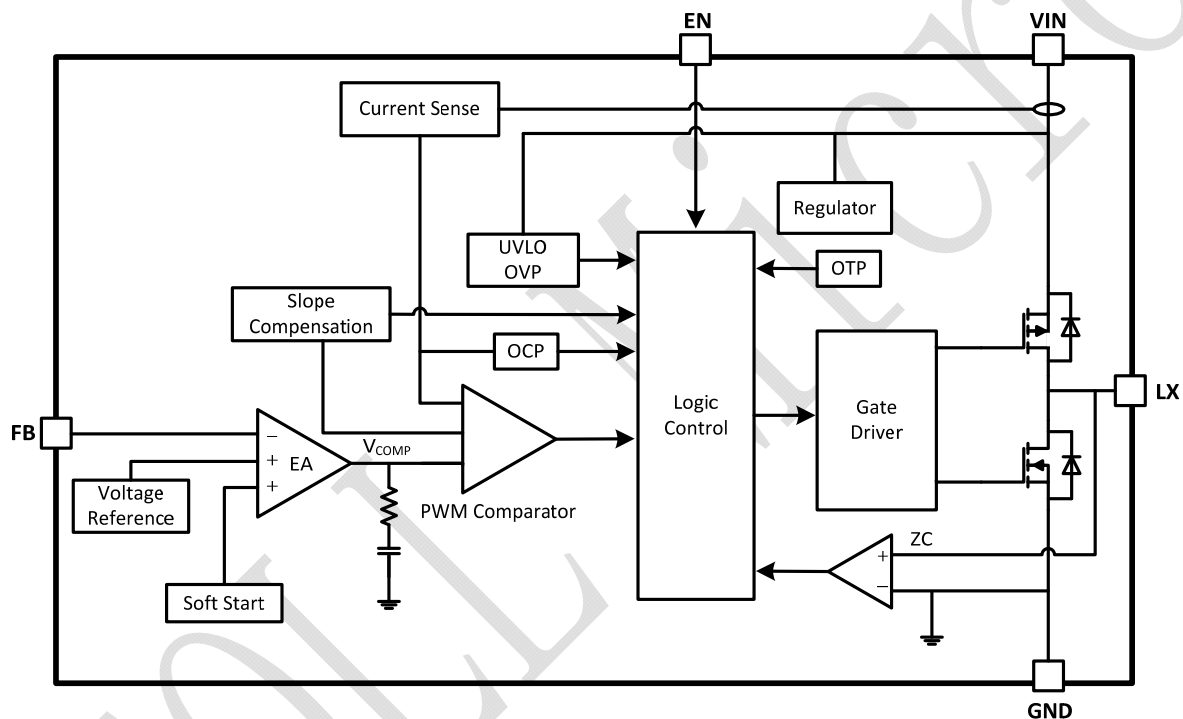 EN
VIN
Current Sense
Regulator
UVLO
OVP
OTP
Slope
Compensation
OCP
LX
Logic
Control
Gate
Driver
FB
−
+
+
EA
VCOMP
Voltage
Reference
PWM Comparator
ZC
+
−
Soft Start
GND